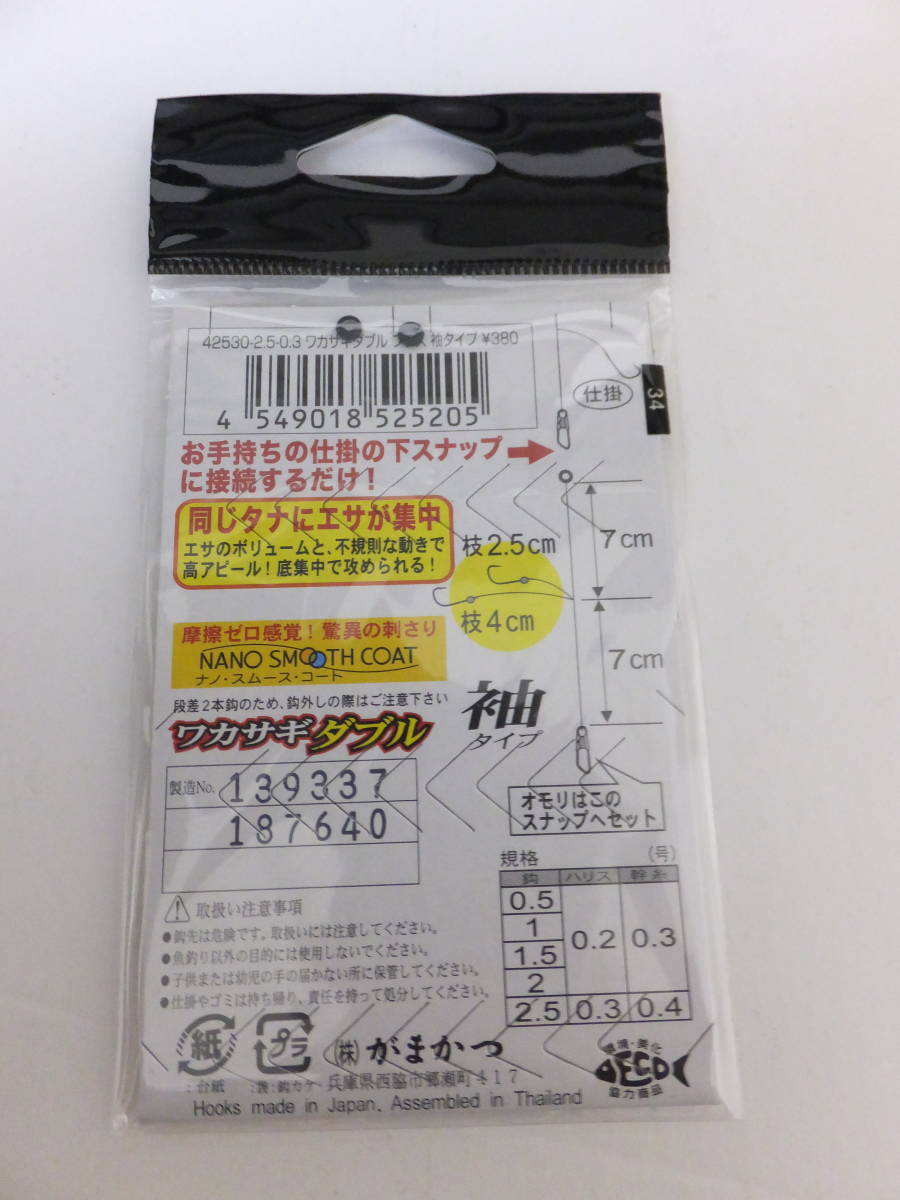 42530-2.5-0.3 ワカサギダブル プラス 袖タイプ ¥380
4 549018 525205
仕掛
34
お手持ちの仕掛の下スナップ
に接続するだけ!
同じタナにエサが集中
エサのボリュームと、不規則な動きで
高アピール!底集中で攻められる!
枝2.5cm
枝4cm
7cm
7cm
摩擦ゼロ感覚!驚異の刺さり
NANO SMOOTH COAT
ナノ・スムース・コート
段差2本鈎のため、鈎外しの際はご注意下さい
ワカサギダブル
袖
タイプ
製造No. 139337
187640
オモリはこの
スナップへセット
規格 (号)
鈎 ハリス 幹糸
0.5
1
1.5
2
0.2 0.3
2.5 0.3 0.4
取扱い注意事項
●鈎先は危険です。取扱いには注意してください。
●魚釣り以外の目的には使用しないでください。
●子供または幼児の手の届かない所に保管してください。
●仕掛やゴミは持ち帰り、責任を持って処分してください。
紙
:台紙
プラ
:袋・鈎カケ
(株)がまかつ
兵庫県西脇市郷瀬町417
Hooks made in Japan. Assembled in Thailand
環境・美化
ECO
協力商品